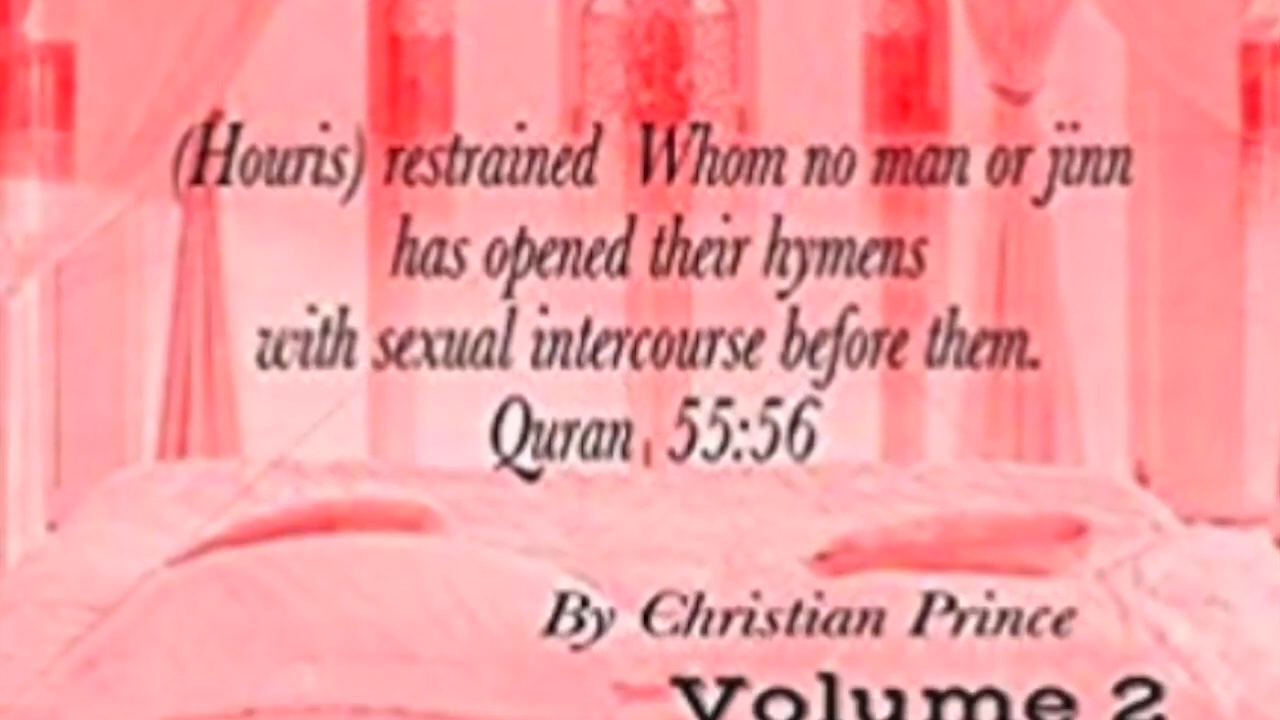 (Houris) restrained Whom no man or jinn
has opened their hymens
with sexual intercourse before them.
Quran 55:56
By Christian Prince
Volume 2